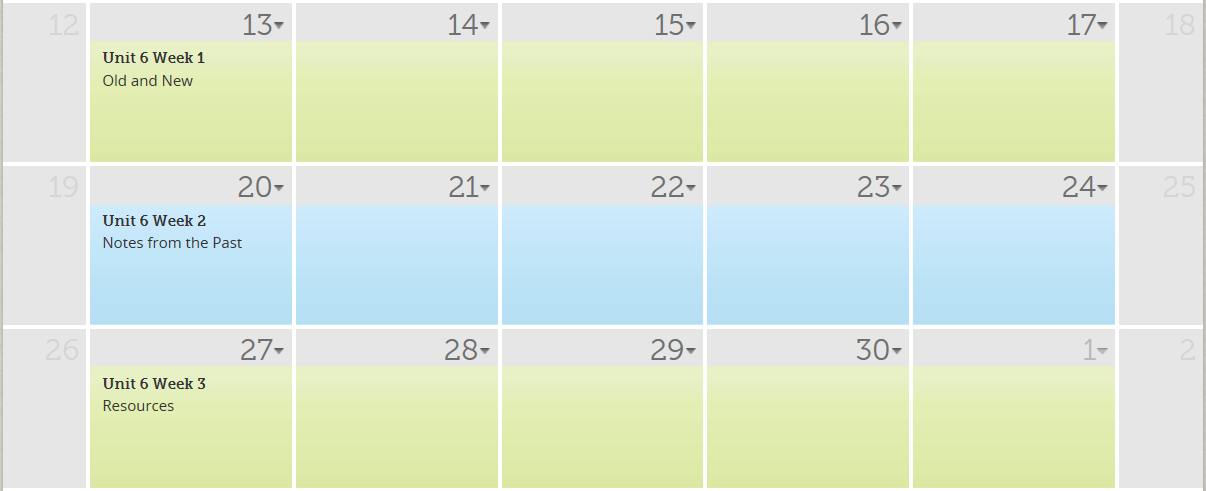 12 13 14 15 16 17 18
Unit 6 Week 1
Old and New
19 20 21 22 23 24 25
Unit 6 Week 2
Notes from the Past
26 27 28 29 30 1 2
Unit 6 Week 3
Resources